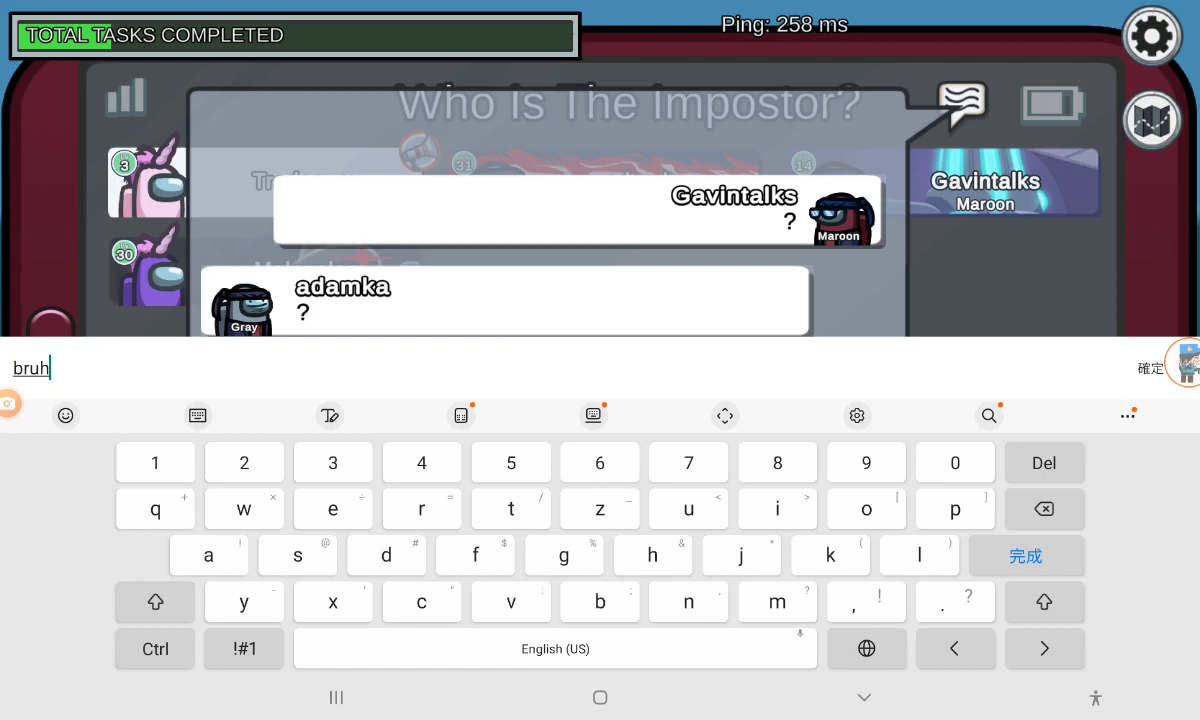 TOTAL TASKS COMPLETED
Ping: 258 ms
Who Is The Impostor?
3
31
14
Gavintalks
Maroon
Gavintalks
?
Maroon
30
adamka
?
Gray
bruh
確定
1 2 3 4 5 6 7 8 9 0 Del
q + w × e ÷ r = t / z _ u < i > o [ p ]
a ! s @ d # f $ g % h & j * k ( l ) 完成
y - x ' c " v : b ; n , m ? , ! . ?
Ctrl !#1 English (US)